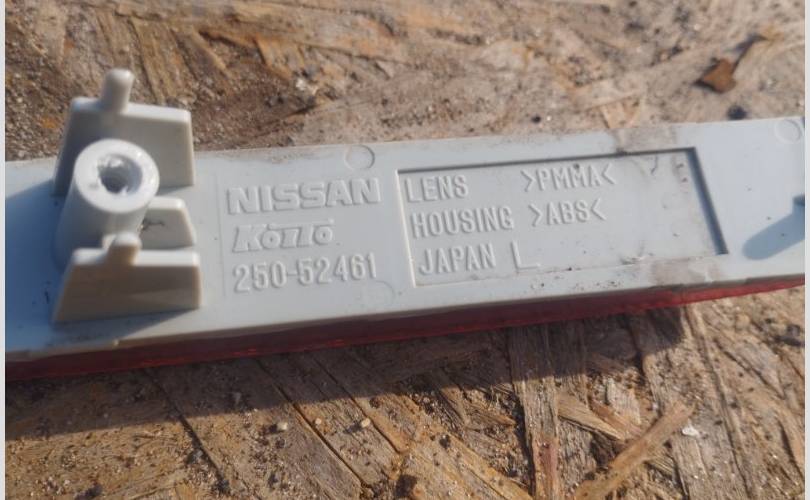 NISSAN
KOITO
250-52461
LENS >PMMA<
HOUSING >ABS<
JAPAN L